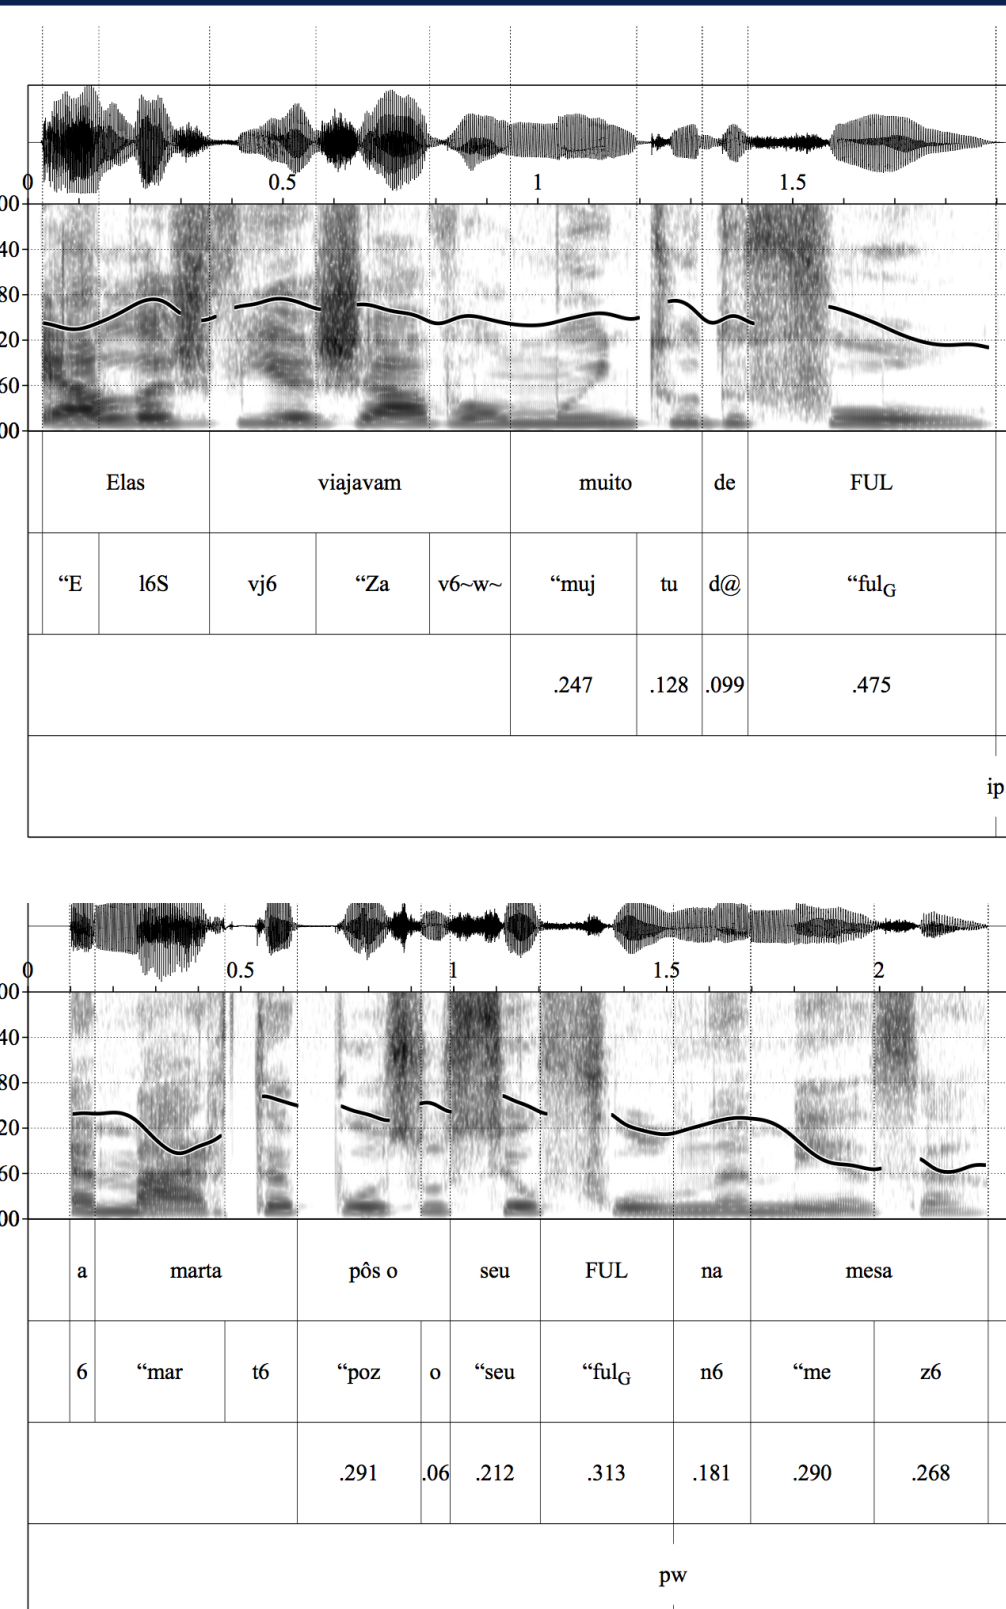 0 0.5 1 1.5
00
40
80
20
60
00
Elas viajavam muito de FUL
“E l6S vj6 “Za v6~w~ “muj tu d@ “fulG
.247 .128 .099 .475
ip
0 0.5 1 1.5 2
00
40
80
20
60
00
a marta pôs o seu FUL na mesa
6 “mar t6 “poz o “seu “fulG n6 “me z6
.291 .06 .212 .313 .181 .290 .268
pw